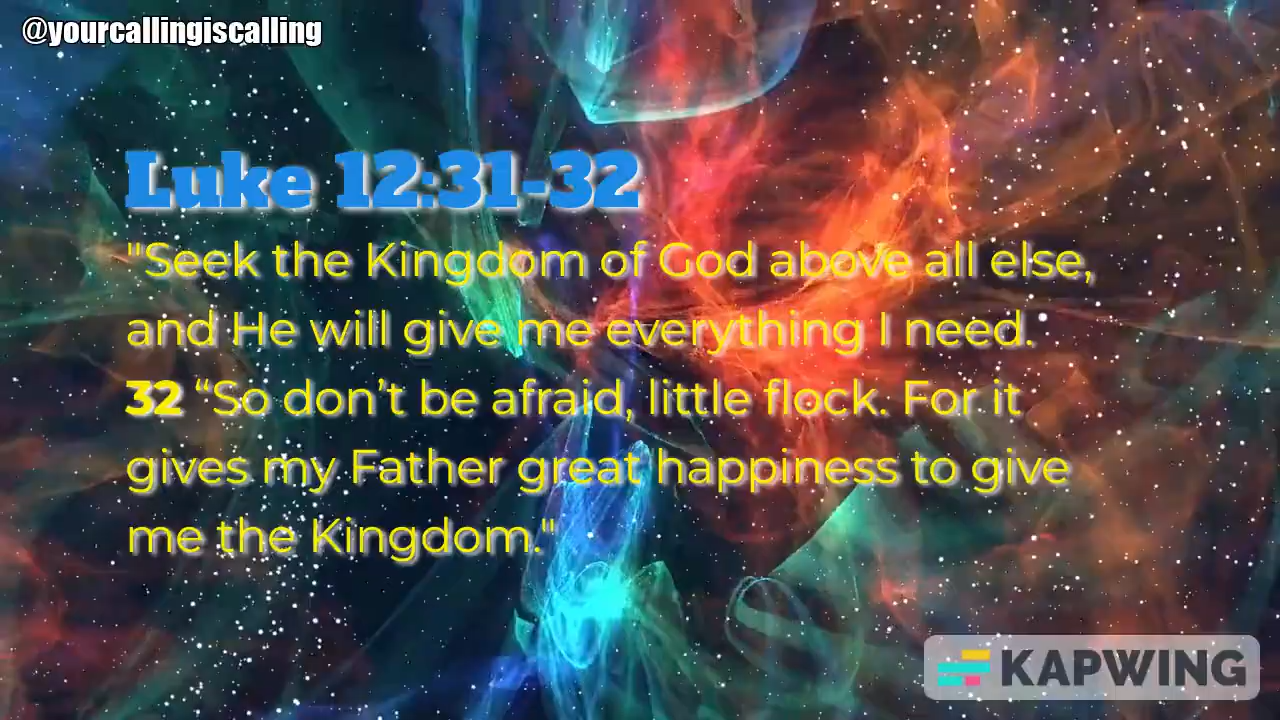 @yourcallingiscalling
Luke 12:31-32
"Seek the Kingdom of God above all else,
and He will give me everything I need.
32 “So don’t be afraid, little flock. For it
gives my Father great happiness to give
me the Kingdom."
KAPWING